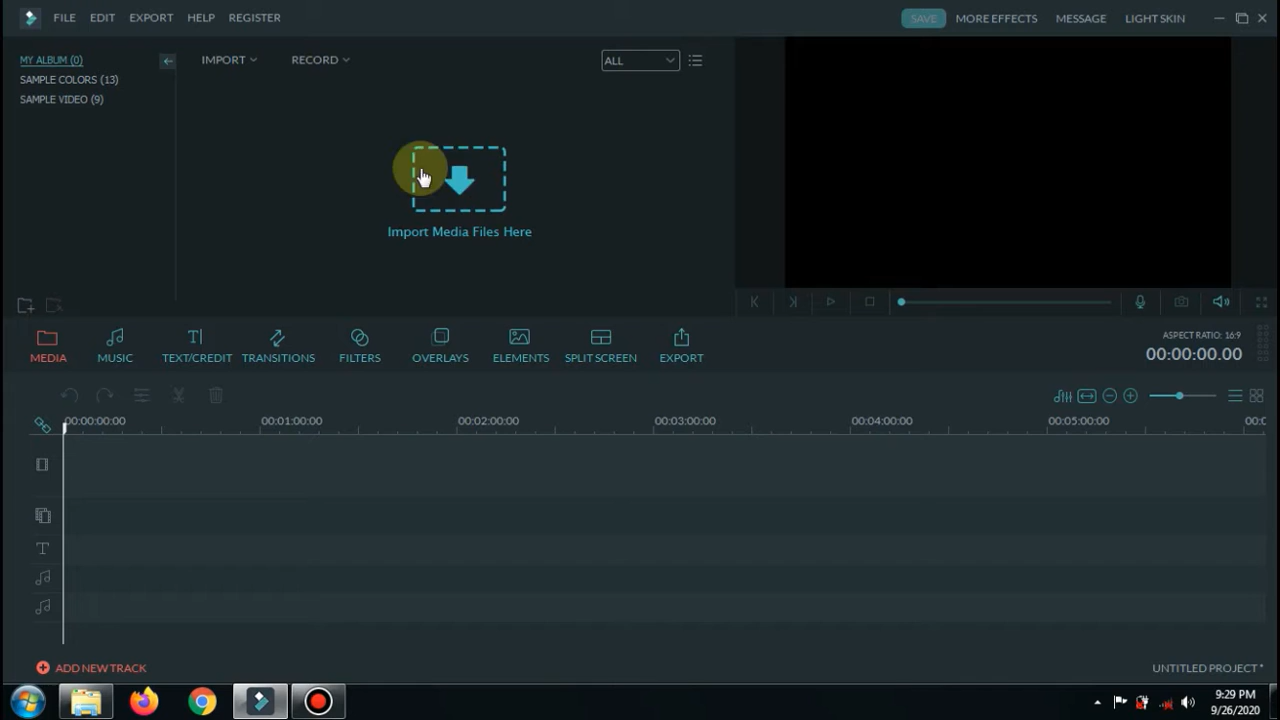 FILE EDIT EXPORT HELP REGISTER SAVE MORE EFFECTS MESSAGE LIGHT SKIN
MY ALBUM (0) IMPORT RECORD ALL
SAMPLE COLORS (13)
SAMPLE VIDEO (9)
Import Media Files Here
MEDIA MUSIC TEXT/CREDIT TRANSITIONS FILTERS OVERLAYS ELEMENTS SPLIT SCREEN EXPORT
ASPECT RATIO: 16:9
00:00:00.00
00:00:00:00 00:01:00:00 00:02:00:00 00:03:00:00 00:04:00:00 00:05:00:00 00:0
ADD NEW TRACK UNTITLED PROJECT *
9:29 PM
9/26/2020